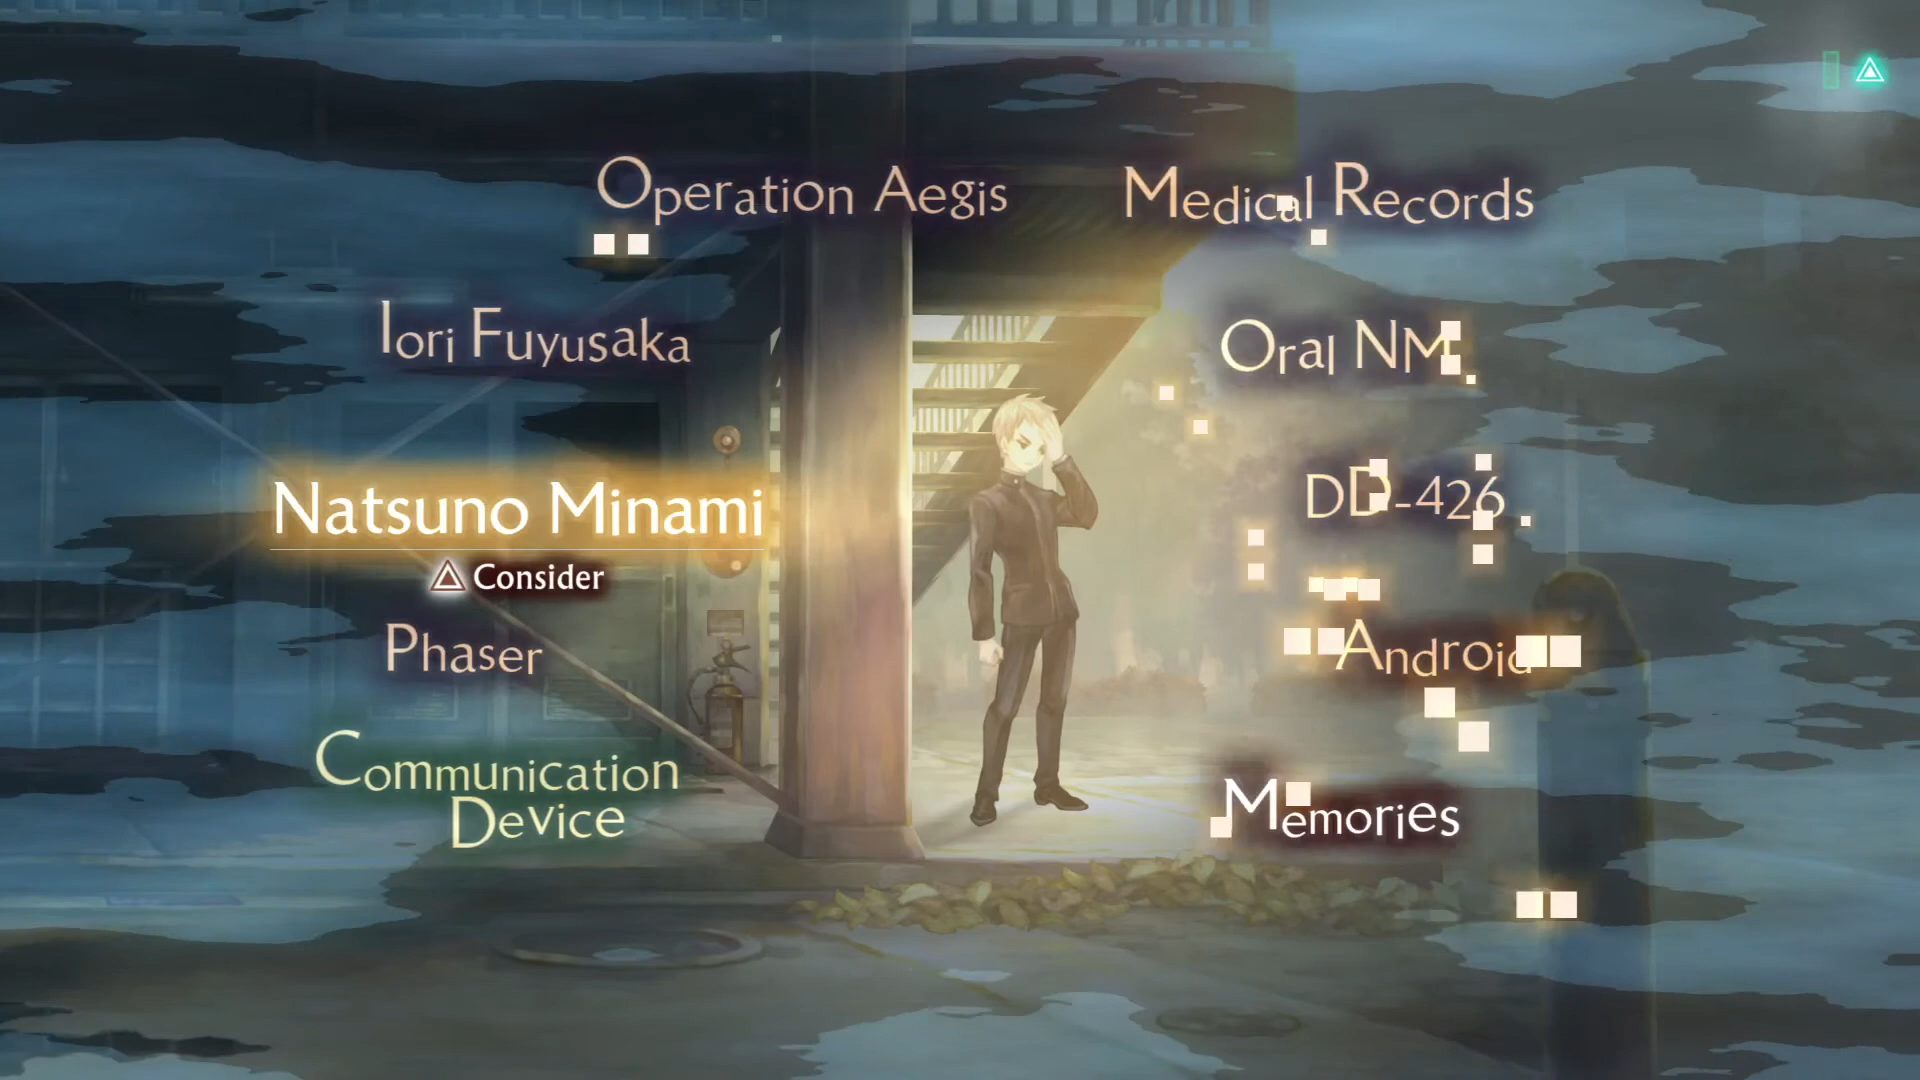 Operation Aegis
Medical Records
Iori Fuyusaka
Oral NM
Natsuno Minami
Consider
DD-426
Phaser
Android
Communication
Device
Memories